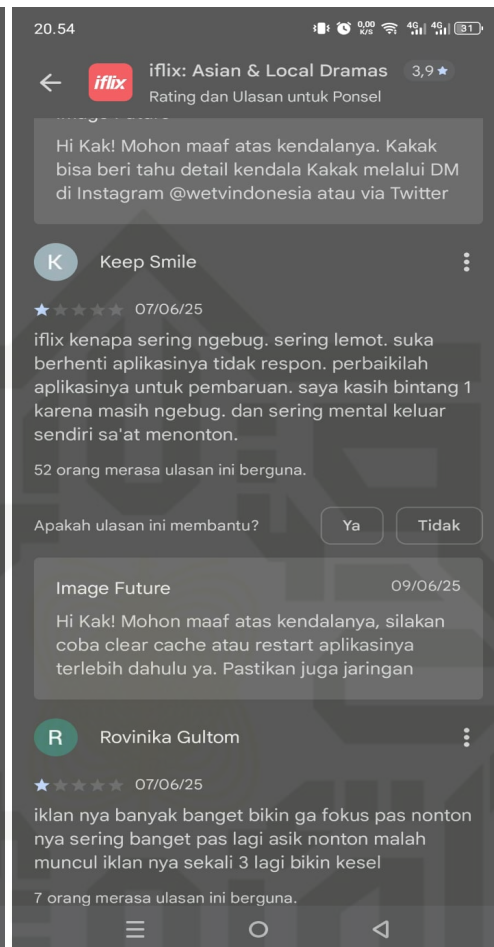 20.54
0,00 K/s 4G 4G 31
iflix
iflix: Asian & Local Dramas 3,9★
Rating dan Ulasan untuk Ponsel
Image Future
Hi Kak! Mohon maaf atas kendalanya. Kakak
bisa beri tahu detail kendala Kakak melalui DM
di Instagram @wetvindonesia atau via Twitter
K Keep Smile
07/06/25
iflix kenapa sering ngebug. sering lemot. suka
berhenti aplikasinya tidak respon. perbaikilah
aplikasinya untuk pembaruan. saya kasih bintang 1
karena masih ngebug. dan sering mental keluar
sendiri sa'at menonton.
52 orang merasa ulasan ini berguna.
Apakah ulasan ini membantu? Ya Tidak
Image Future 09/06/25
Hi Kak! Mohon maaf atas kendalanya, silakan
coba clear cache atau restart aplikasinya
terlebih dahulu ya. Pastikan juga jaringan
R Rovinika Gultom
07/06/25
iklan nya banyak banget bikin ga fokus pas nonton
nya sering banget pas lagi asik nonton malah
muncul iklan nya sekali 3 lagi bikin kesel
7 orang merasa ulasan ini berguna.